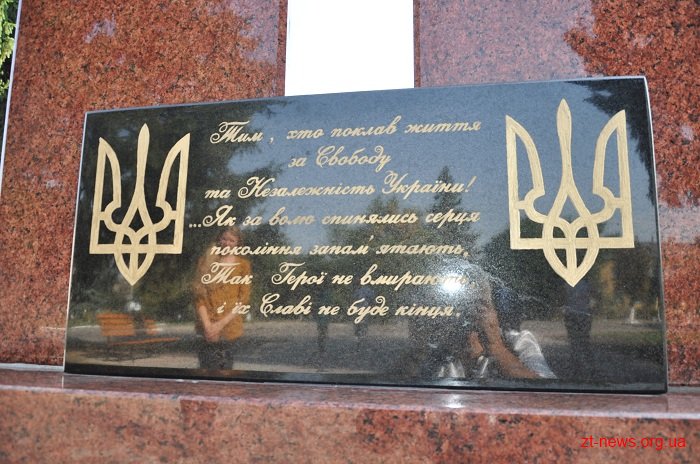 Тим, хто поклав життя
за Свободу
та Незалежність України!
...Як за волю спинялись серця
покоління запам'ятають,
Так Герої не вмирають,
і їх Славі не буде кінця.
zt-news.org.ua